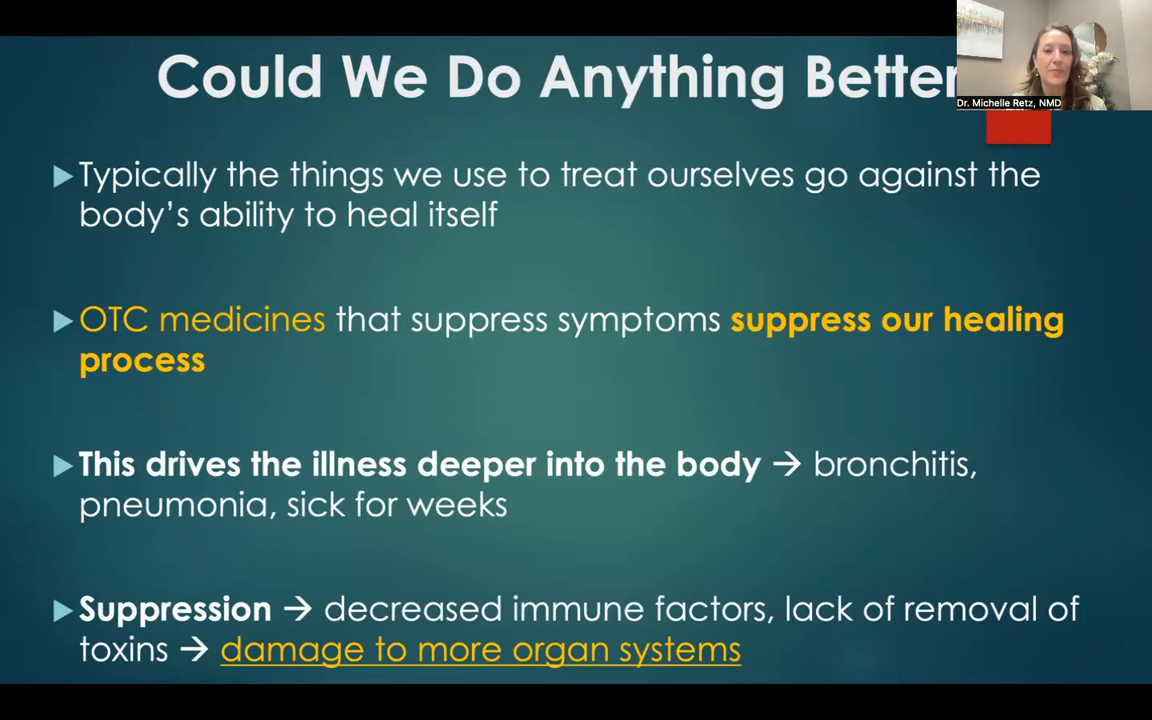 Could We Do Anything Better
Dr. Michelle Retz, NMD
Typically the things we use to treat ourselves go against the
body's ability to heal itself
OTC medicines that suppress symptoms suppress our healing
process
This drives the illness deeper into the body → bronchitis,
pneumonia, sick for weeks
Suppression → decreased immune factors, lack of removal of
toxins → damage to more organ systems